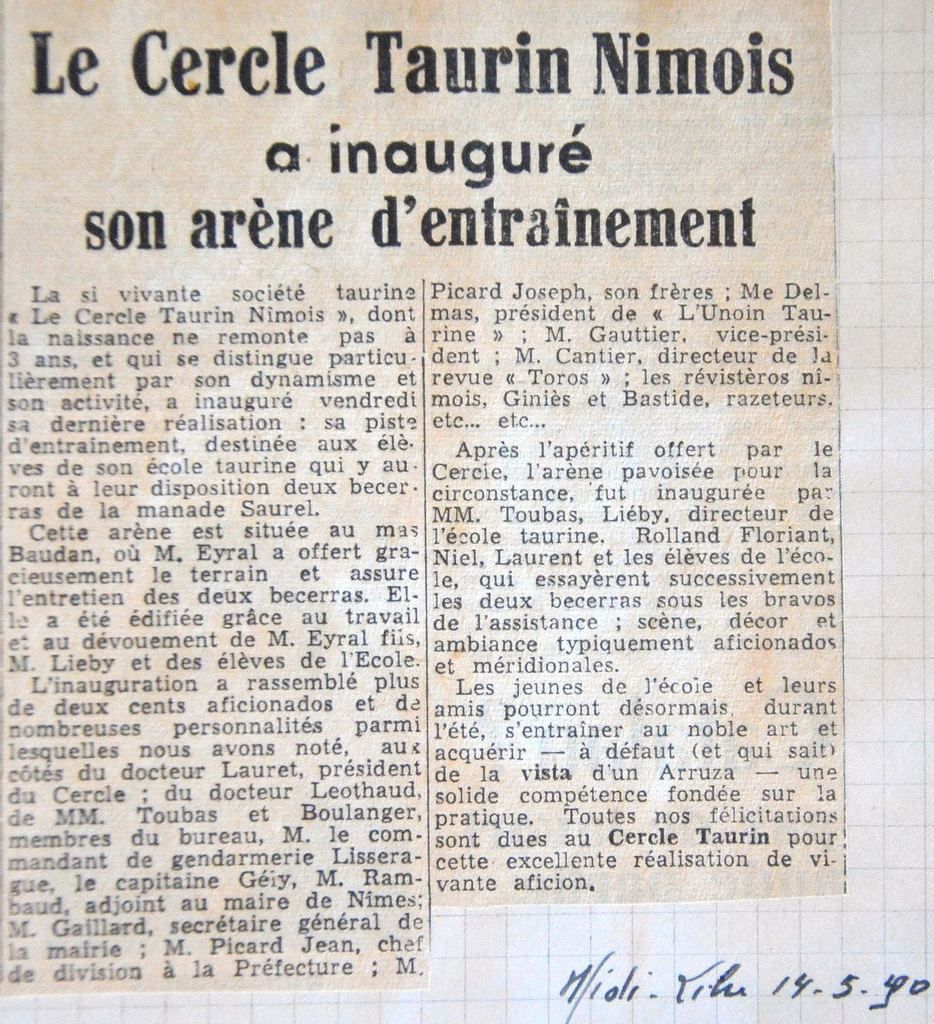 Le Cercle Taurin Nimois
a inauguré
son arène d'entraînement
La si vivante société taurine
« Le Cercle Taurin Nimois », dont
la naissance ne remonte pas à
3 ans, et qui se distingue particu-
lièrement par son dynamisme et
son activité, a inauguré vendredi
sa dernière réalisation : sa piste
d'entraînement, destinée aux élè-
ves de son école taurine qui y au-
ront à leur disposition deux becer-
ras de la manade Saurel.
Cette arène est située au mas
Baudan, où M. Eyral a offert gra-
cieusement le terrain et assure
l'entretien des deux becerras. El-
le a été édifiée grâce au travail
et au dévouement de M. Eyral fils,
M. Lieby et des élèves de l'Ecole.
L'inauguration a rassemblé plus
de deux cents aficionados et de
nombreuses personnalités parmi
lesquelles nous avons noté, aux
côtés du docteur Lauret, président
du Cercle ; du docteur Leothaud,
de MM. Toubas et Boulanger,
membres du bureau, M. le com-
mandant de gendarmerie Lissera-
gue, le capitaine Gély, M. Ram-
baud, adjoint au maire de Nimes;
M. Gaillard, secrétaire général de
la mairie ; M. Picard Jean, chef
de division à la Préfecture ; M.
Picard Joseph, son frères ; Me Del-
mas, président de « L'Unoin Tau-
rine » ; M. Gauttier, vice-prési-
dent ; M. Cantier, directeur de la
revue « Toros » ; les révistèros nî-
mois, Giniès et Bastide, razeteurs,
etc... etc...
Après l'apéritif offert par le
Cercle, l'arène pavoisée pour la
circonstance, fut inaugurée par
MM. Toubas, Liéby, directeur de
l'école taurine. Rolland Floriant,
Niel, Laurent et les élèves de l'éco-
le, qui essayèrent successivement
les deux becerras sous les bravos
de l'assistance ; scène, décor et
ambiance typiquement aficionados
et méridionales.
Les jeunes de l'école et leurs
amis pourront désormais, durant
l'été, s'entraîner au noble art et
acquérir — à défaut (et qui sait)
de la vista d'un Arruza — une
solide compétence fondée sur la
pratique. Toutes nos félicitations
sont dues au Cercle Taurin pour
cette excellente réalisation de vi-
vante aficion.
Midi-Libre 14-5-50